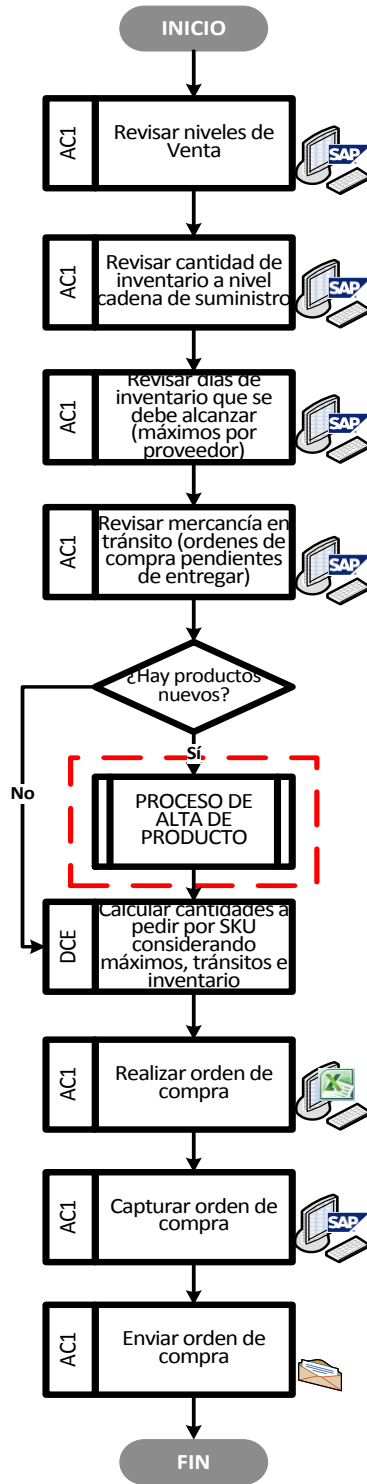 INICIO
AC1
Revisar niveles de
Venta
SAP
AC1
Revisar cantidad de
inventario a nivel
cadena de suministro
SAP
AC1
Revisar días de
inventario que se
debe alcanzar
(máximos por
proveedor)
SAP
AC1
Revisar mercancía en
tránsito (ordenes de
compra pendientes
de entregar)
SAP
¿Hay productos
nuevos?
Sí
No
PROCESO DE
ALTA DE
PRODUCTO
DCE
Calcular cantidades a
pedir por SKU
considerando
máximos, tránsitos e
inventario
AC1
Realizar orden de
compra
AC1
Capturar orden de
compra
SAP
AC1
Enviar orden de
compra
FIN